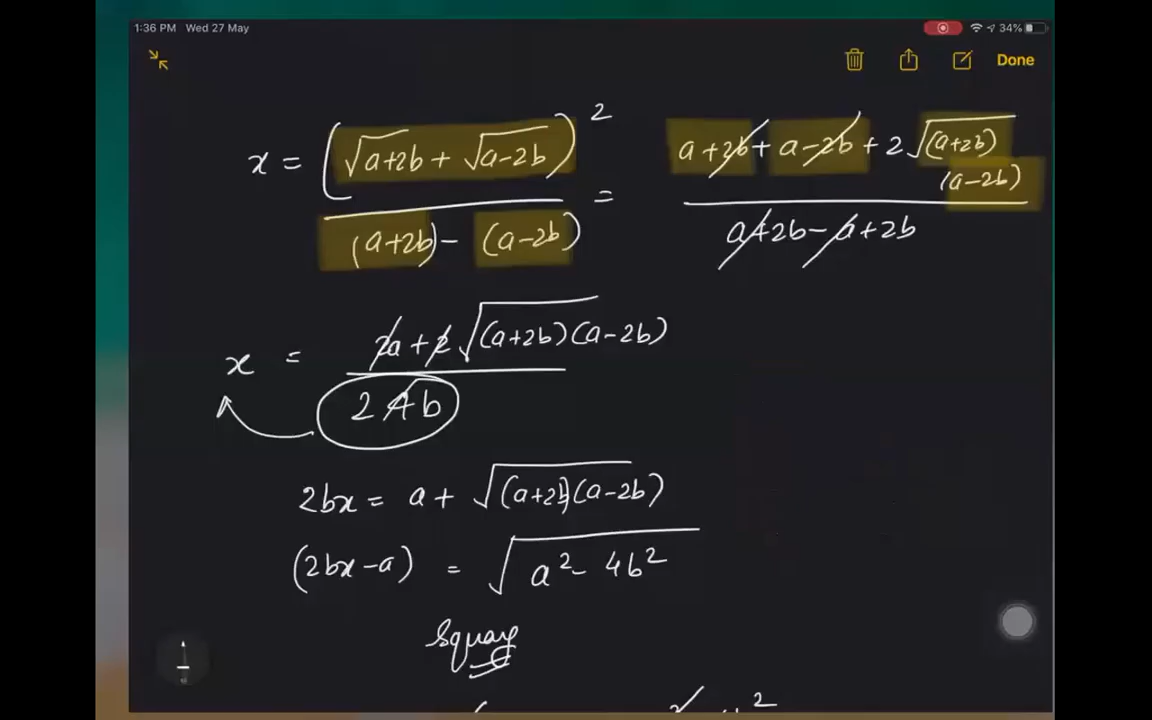 1:36 PM Wed 27 May 34%
Done
x = (√a+2b + √a-2b)² / (a+2b) - (a-2b) = a+2b + a-2b + 2√(a+2b)(a-2b) / a+2b-a+2b
x = 2a+2√(a+2b)(a-2b) / 2 4b
2bx = a + √(a+2b)(a-2b)
(2bx-a) = √a²-4b²